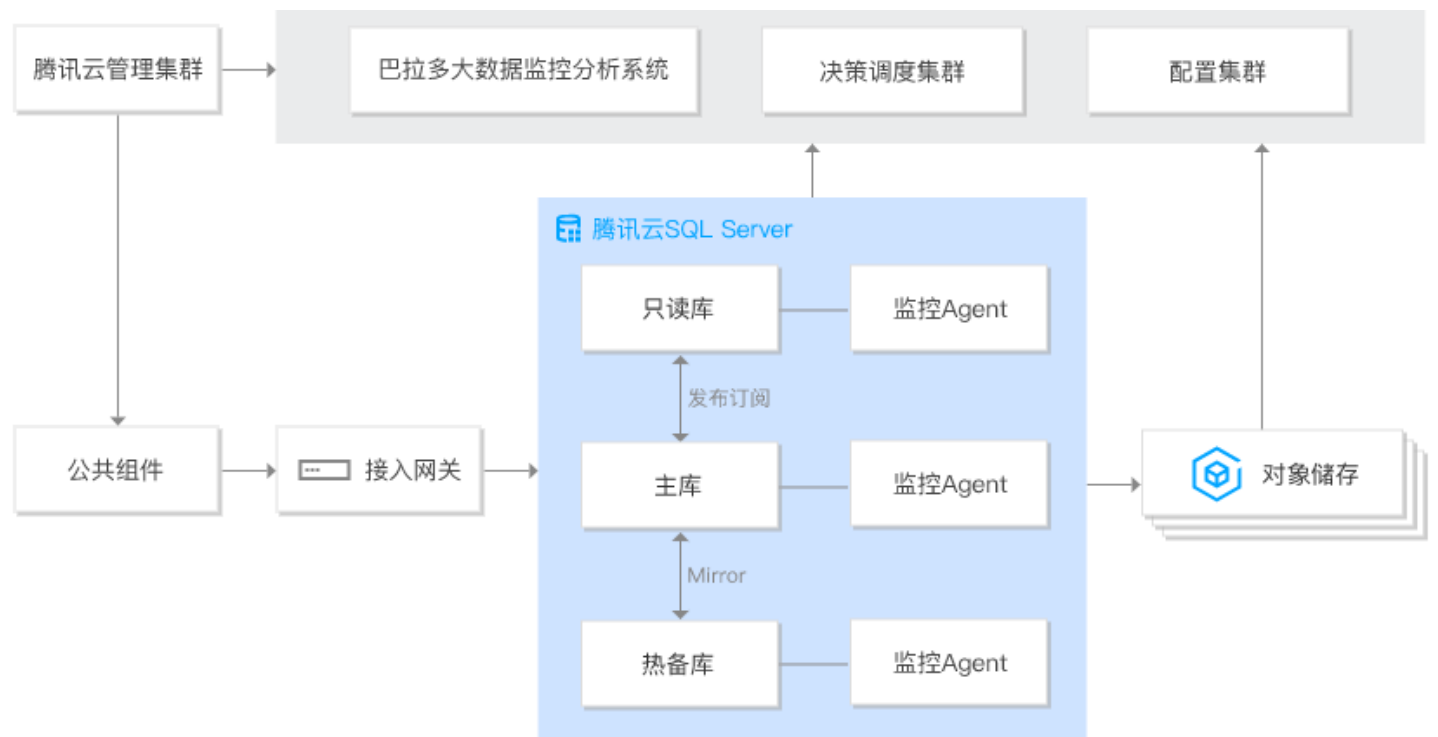 腾讯云管理集群
巴拉多大数据监控分析系统
决策调度集群
配置集群
腾讯云SQL Server
只读库
监控Agent
发布订阅
公共组件
接入网关
主库
监控Agent
对象储存
Mirror
热备库
监控Agent